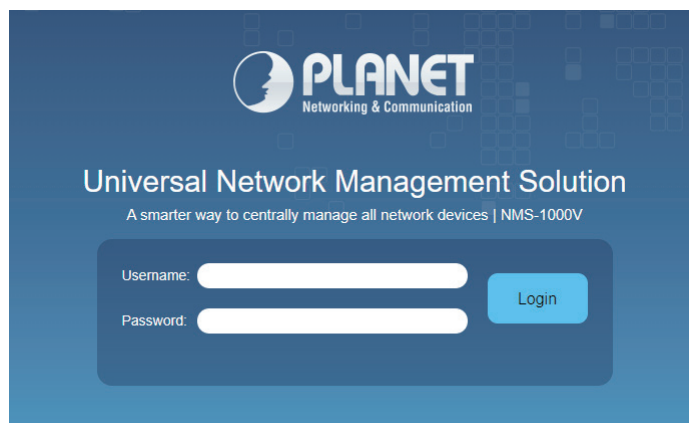 PLANET
Networking & Communication
Universal Network Management Solution
A smarter way to centrally manage all network devices | NMS-1000V
Username:
Login
Password: